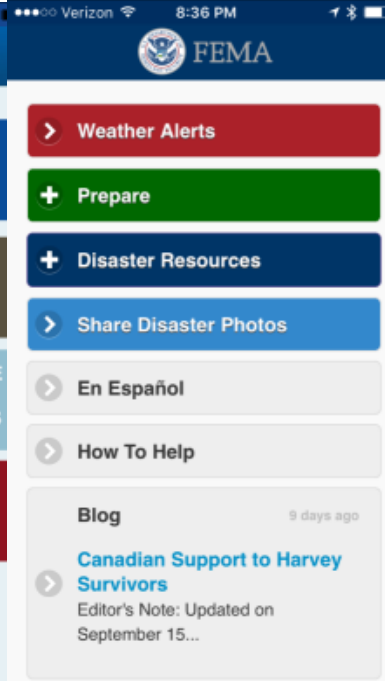 Verizon 8:36 PM
FEMA
Weather Alerts
Prepare
Disaster Resources
Share Disaster Photos
En Español
How To Help
Blog 9 days ago
Canadian Support to Harvey
Survivors
Editor's Note: Updated on
September 15...